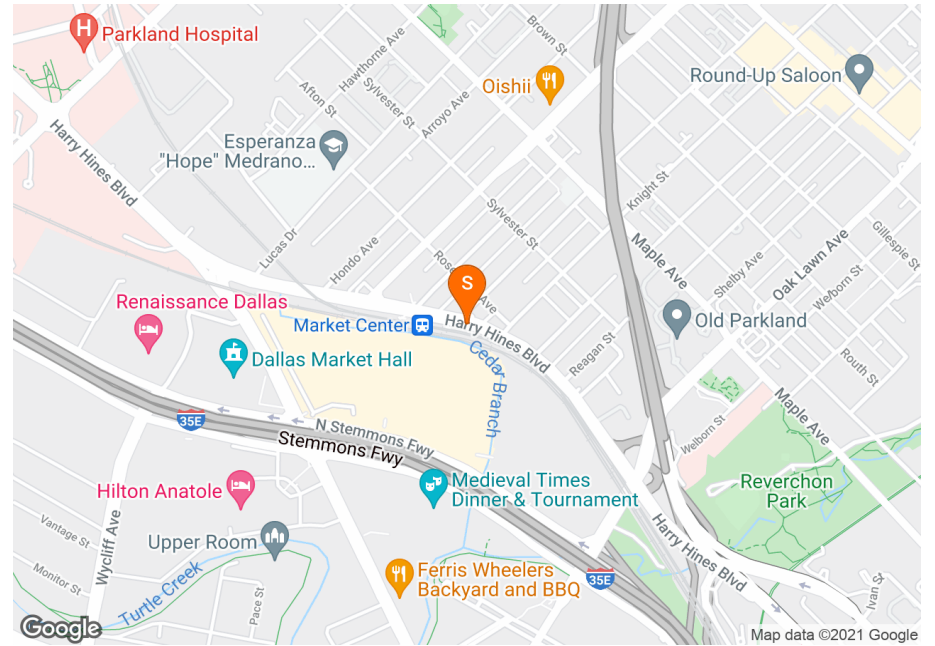 H
Parkland Hospital
Brown St
Hawthorne Ave
Oishii
Round-Up Saloon
Afton St
Sylvester St
Arroyo Ave
Harry Hines Blvd
Esperanza
"Hope" Medrano...
Knight St
Sylvester St
Lucas Dr
Hondo Ave
Maple Ave
Gillespie St
Shelby Ave
Oak Lawn Ave
Welborn St
Ave
S
Renaissance Dallas
Market Center
Harry Hines Blvd
Old Parkland
Dallas Market Hall
Cedar Branch
Reagan St
Routh St
35E
N Stemmons Fwy
Stemmons Fwy
Maple Ave
Welborn St
Hilton Anatole
Medieval Times
Dinner & Tournament
Reverchon
Park
Vantage St
Wycliff Ave
Upper Room
Harry Hines Blvd
Monitor St
Turtle Creek
Pace St
Ferris Wheelers
Backyard and BBQ
35E
Ivan St
Google
Map data ©2021 Google